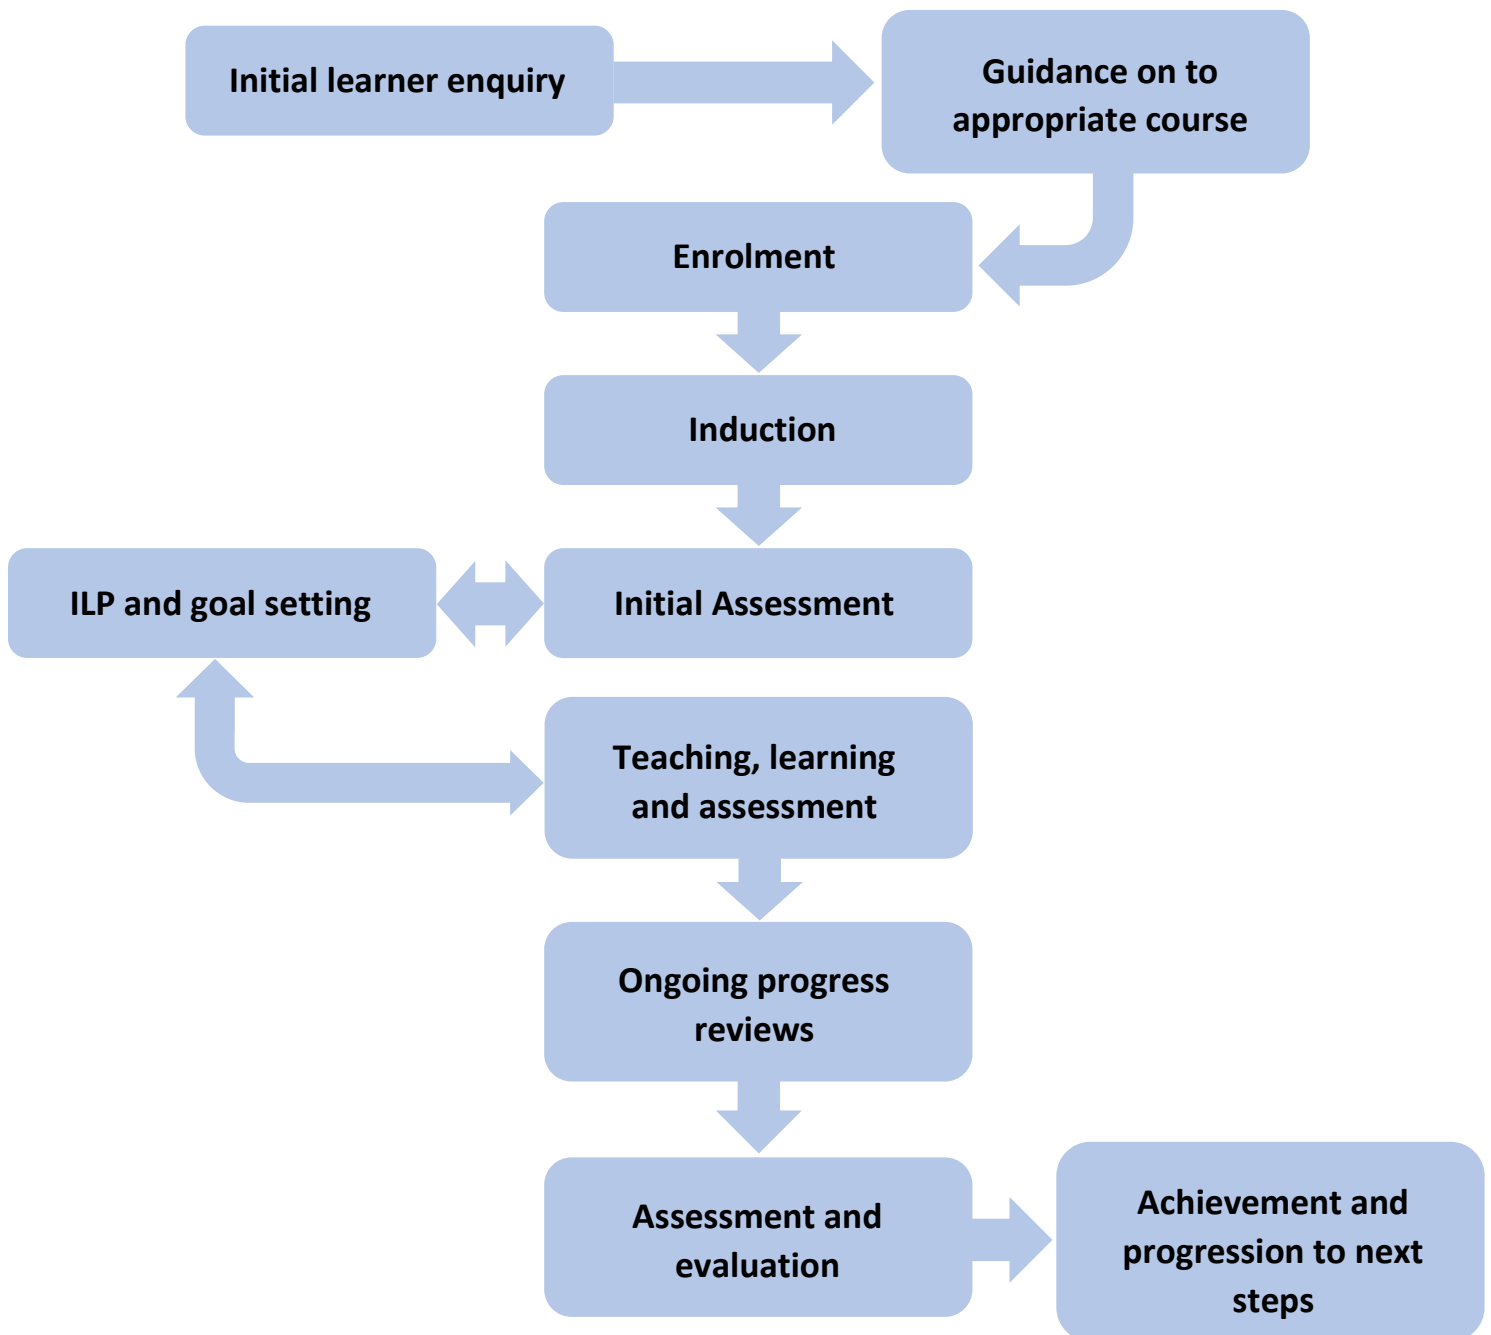 Initial learner enquiry
Guidance on to
appropriate course
Enrolment
Induction
ILP and goal setting
Initial Assessment
Teaching, learning
and assessment
Ongoing progress
reviews
Assessment and
evaluation
Achievement and
progression to next
steps